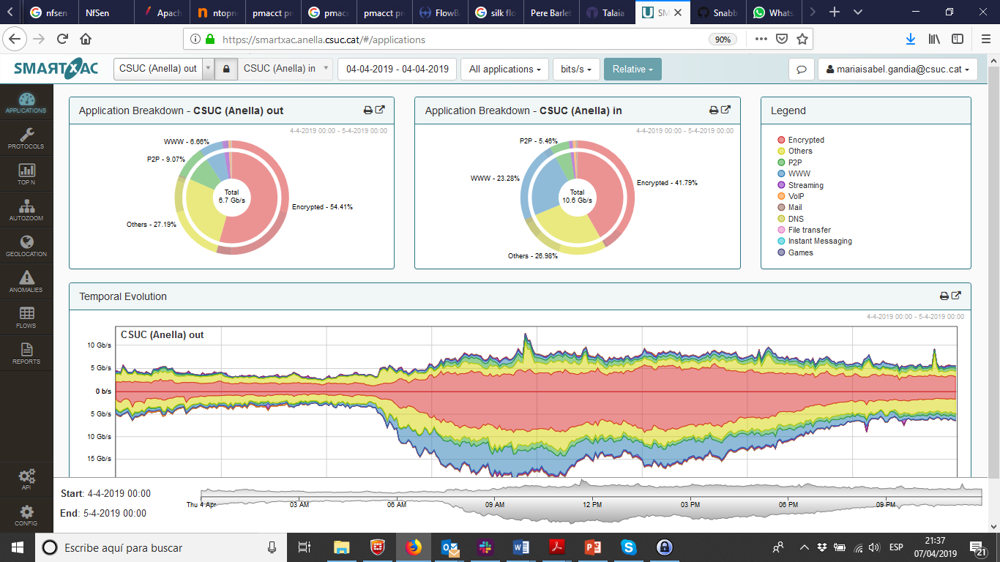 nfsen
NfSen
Apach
ntopn
pmacct pr
pmacc
pmacct pr
FlowBa
silk flo
Pere Barlet
Talaia
SM
Snabb
Whats
https://smartxac.anella.csuc.cat/#/applications
90%
SMARTXAC
CSUC (Anella) out
CSUC (Anella) in
04-04-2019 - 04-04-2019
All applications
bits/s
Relative
mariaisabel.gandia@csuc.cat
APPLICATIONS
PROTOCOLS
TOP N
AUTOZOOM
GEOLOCATION
ANOMALIES
FLOWS
REPORTS
API
CONFIG
Application Breakdown - CSUC (Anella) out
4-4-2019 00:00 - 5-4-2019 00:00
WWW - 6.66%
P2P - 9.07%
Total
6.7 Gb/s
Encrypted - 54.41%
Others - 27.19%
Application Breakdown - CSUC (Anella) in
4-4-2019 00:00 - 5-4-2019 00:00
P2P - 5.46%
WWW - 23.28%
Encrypted - 41.79%
Total
10.6 Gb/s
Others - 26.98%
Legend
Encrypted
Others
P2P
WWW
Streaming
VoIP
Mail
DNS
File transfer
Instant Messaging
Games
Temporal Evolution
4-4-2019 00:00 - 5-4-2019 00:00
CSUC (Anella) out
10 Gb/s
5 Gb/s
0 b/s
5 Gb/s
10 Gb/s
15 Gb/s
Start: 4-4-2019 00:00
End: 5-4-2019 00:00
Thu 4 Apr
03 AM
06 AM
09 AM
12 PM
03 PM
06 PM
09 PM
Escribe aquí para buscar
ESP
21:37
07/04/2019
21